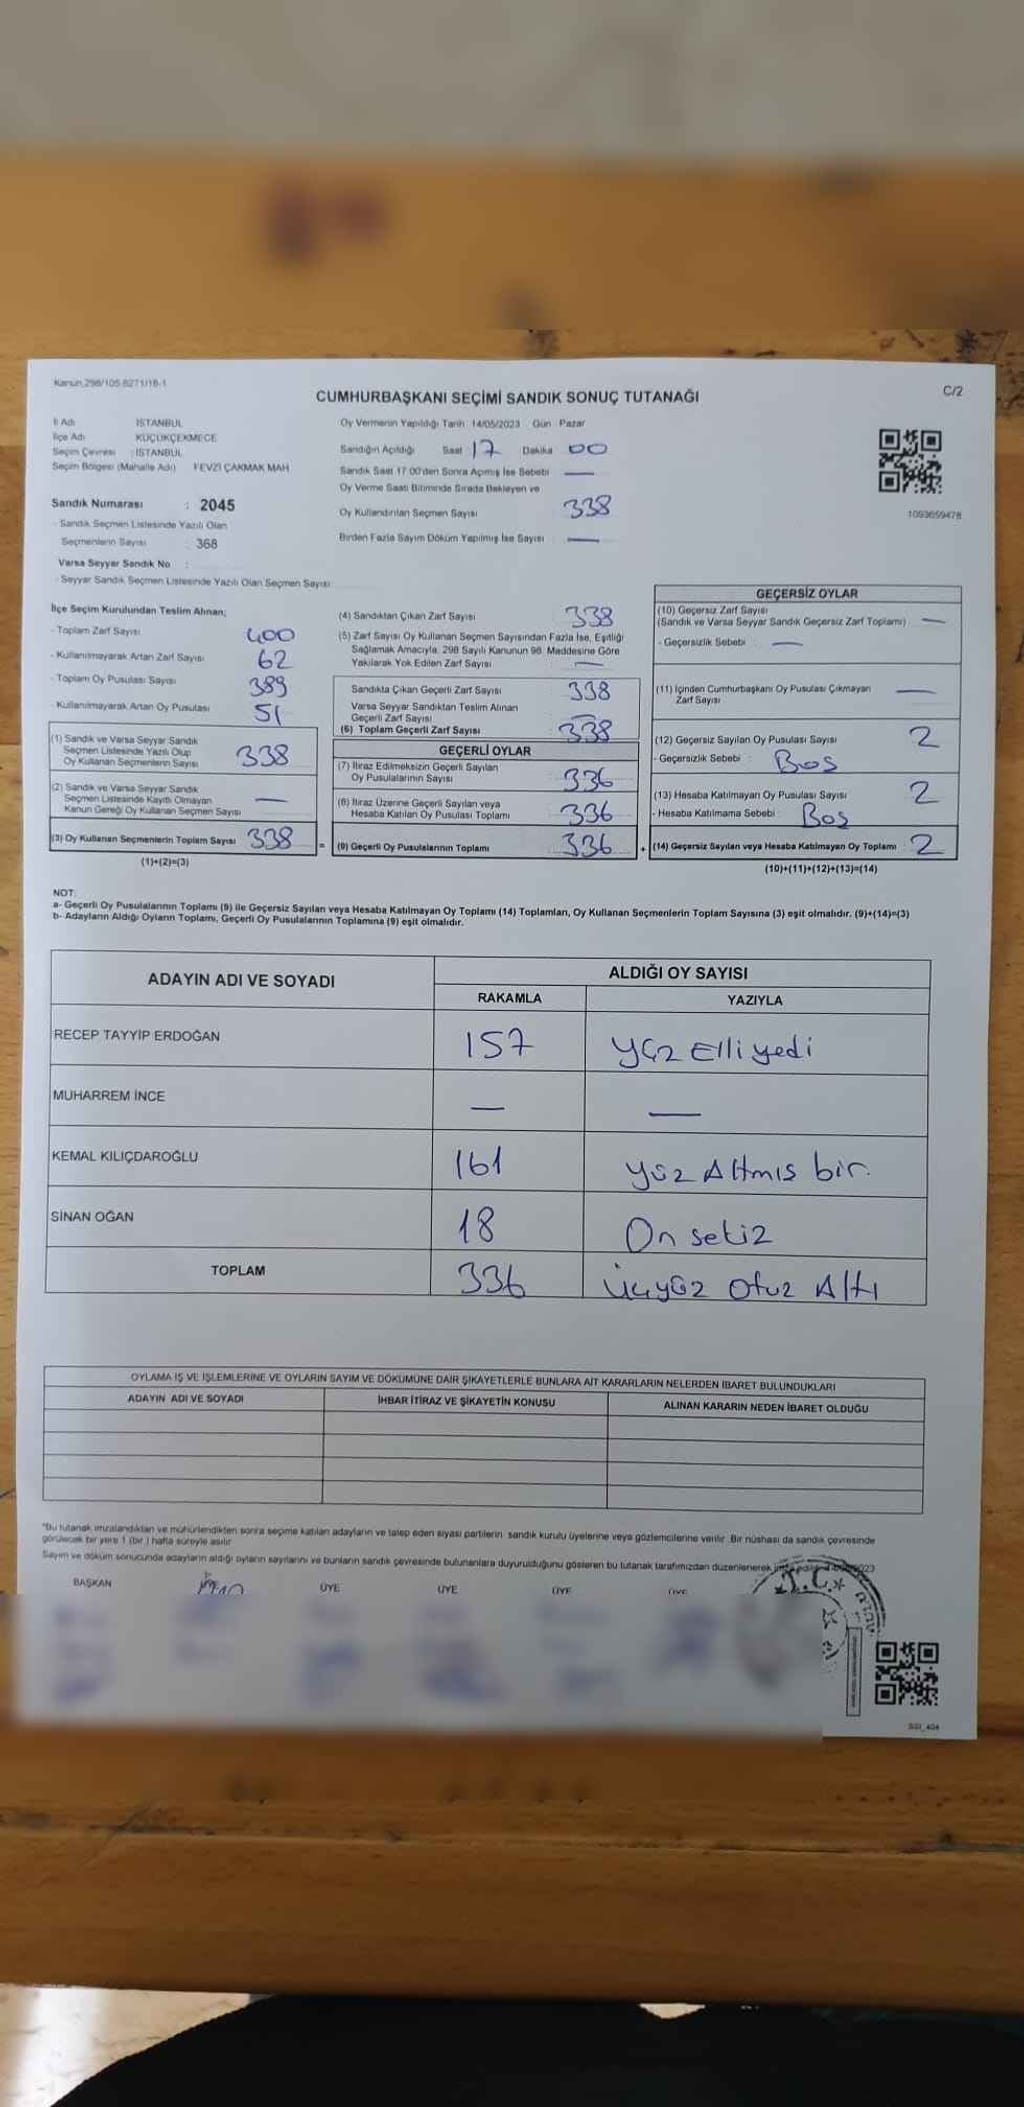 Kanun,298/105 6271/18-1
C/2
CUMHURBAŞKANI SEÇİMİ SANDIK SONUÇ TUTANAĞI
İl Adı : İSTANBUL
İlçe Adı : KÜÇÜKÇEKMECE
Seçim Çevresi : İSTANBUL
Seçim Bölgesi (Mahalle Adı) : FEVZİ ÇAKMAK MAH
Sandık Numarası : 2045
- Sandık Seçmen Listesinde Yazılı Olan
Seçmenlerin Sayısı : 368
Varsa Seyyar Sandık No :
- Seyyar Sandık Seçmen Listesinde Yazılı Olan Seçmen Sayısı
Oy Vermenin Yapıldığı Tarih : 14/05/2023 Gün : Pazar
Sandığın Açıldığı Saat 17 Dakika 00
Sandık Saat 17.00'den Sonra Açımış İse Sebebi —
Oy Verme Saati Bitiminde Sırada Bekleyen ve
Oy Kullandırılan Seçmen Sayısı 338
Birden Fazla Sayım Döküm Yapılmış İse Sayısı —
1093659478
İlçe Seçim Kurulundan Teslim Alınan;
- Toplam Zarf Sayısı 400
- Kullanılmayarak Artan Zarf Sayısı 62
- Toplam Oy Pusulası Sayısı 389
- Kullanılmayarak Artan Oy Pusulası 51
(1) Sandık ve Varsa Seyyar Sandık
Seçmen Listesinde Yazılı Olup
Oy Kullanan Seçmenlerin Sayısı 338
(2) Sandık ve Varsa Seyyar Sandık
Seçmen Listesinde Kayıtlı Olmayan
Kanun Gereği Oy Kullanan Seçmen Sayısı —
(3) Oy Kullanan Seçmenlerin Toplam Sayısı 338
(1)+(2)=(3)
(4) Sandıktan Çıkan Zarf Sayısı 338
(5) Zarf Sayısı Oy Kullanan Seçmen Sayısından Fazla İse, Eşitliği
Sağlamak Amacıyla, 298 Sayılı Kanunun 98. Maddesine Göre
Yakılarak Yok Edilen Zarf Sayısı —
Sandıkta Çıkan Geçerli Zarf Sayısı 338
Varsa Seyyar Sandıktan Teslim Alınan
Geçerli Zarf Sayısı —
(6) Toplam Geçerli Zarf Sayısı 338
GEÇERLİ OYLAR
(7) İtiraz Edilmeksizin Geçerli Sayılan
Oy Pusulalarının Sayısı 336
(8) İtiraz Üzerine Geçerli Sayılan veya
Hesaba Katılan Oy Pusulası Toplamı 336
= (9) Geçerli Oy Pusulalarının Toplamı 336 +
GEÇERSİZ OYLAR
(10) Geçersiz Zarf Sayısı
(Sandık ve Varsa Seyyar Sandık Geçersiz Zarf Toplamı) —
- Geçersizlik Sebebi : —
(11) İçinden Cumhurbaşkanı Oy Pusulası Çıkmayan
Zarf Sayısı —
(12) Geçersiz Sayılan Oy Pusulası Sayısı 2
- Geçersizlik Sebebi : Bos
(13) Hesaba Katılmayan Oy Pusulası Sayısı 2
- Hesaba Katılmama Sebebi : Bos
(14) Geçersiz Sayılan veya Hesaba Katılmayan Oy Toplamı 2
(10)+(11)+(12)+(13)=(14)
NOT:
a- Geçerli Oy Pusulalarının Toplamı (9) ile Geçersiz Sayılan veya Hesaba Katılmayan Oy Toplamı (14) Toplamları, Oy Kullanan Seçmenlerin Toplam Sayısına (3) eşit olmalıdır. (9)+(14)=(3)
b- Adayların Aldığı Oyların Toplamı, Geçerli Oy Pusulalarının Toplamına (9) eşit olmalıdır.
ADAYIN ADI VE SOYADI
ALDIĞI OY SAYISI
RAKAMLA YAZIYLA
RECEP TAYYİP ERDOĞAN 157 yüz Elli yedi
MUHARREM İNCE — —
KEMAL KILIÇDAROĞLU 161 yüz Altmıs bir.
SİNAN OĞAN 18 On sekiz
TOPLAM 336 üçyüz Otuz Altı
OYLAMA İŞ VE İŞLEMLERİNE VE OYLARIN SAYIM VE DÖKÜMÜNE DAİR ŞİKAYETLERLE BUNLARA AİT KARARLARIN NELERDEN İBARET BULUNDUKLARI
ADAYIN ADI VE SOYADI İHBAR İTİRAZ VE ŞİKAYETİN KONUSU ALINAN KARARIN NEDEN İBARET OLDUĞU
*Bu tutanak imzalandıktan ve mühürlendikten sonra seçime katılan adayların ve talep eden siyasi partilerin sandık kurulu üyelerine veya gözlemcilerine verilir. Bir nüshası da sandık çevresinde
görülecek bir yere 1 (bir ) hafta süreyle asılır.
Sayım ve döküm sonucunda adayların aldığı oyların sayılarını ve bunların sandık çevresinde bulunanlara duyurulduğunu gösteren bu tutanak tarafımızdan düzenlenerek
BAŞKAN ÜYE ÜYE ÜYE ÜYE
T.C.